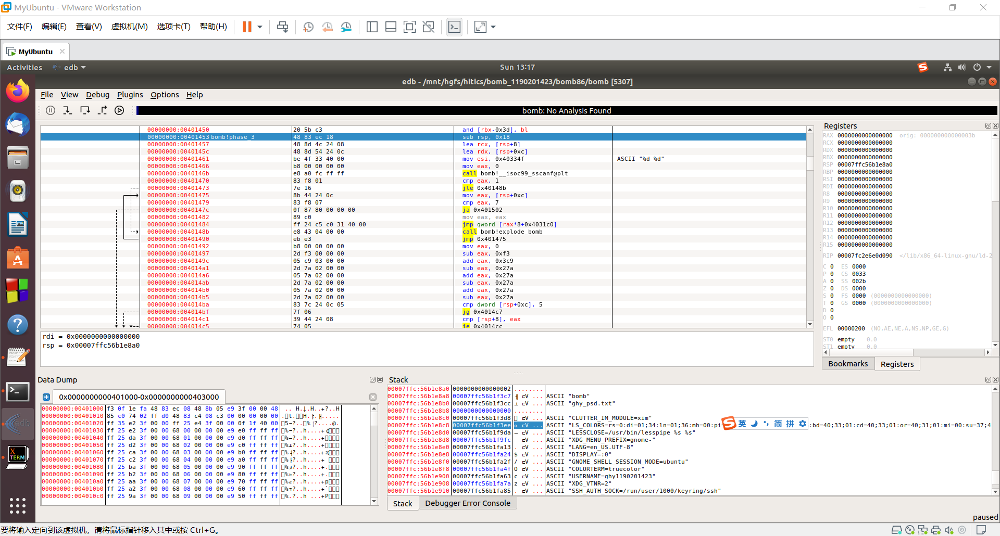 MyUbuntu - VMware Workstation
文件(F) 编辑(E) 查看(V) 虚拟机(M) 选项卡(T) 帮助(H)
MyUbuntu
Activities edb Sun 13:17
edb - /mnt/hgfs/hitics/bomb_1190201423/bomb86/bomb [5307]
File View Debug Plugins Options Help
bomb: No Analysis Found
00000000:00401450 20 5b c3 and [rbx-0x3d], bl
00000000:00401453 bomb!phase_3 48 83 ec 18 sub rsp, 0x18
00000000:00401457 48 8d 4c 24 08 lea rcx, [rsp+8]
00000000:0040145c 48 8d 54 24 0c lea rdx, [rsp+0xc]
00000000:00401461 be 4f 33 40 00 mov esi, 0x40334f ASCII "%d %d"
00000000:00401466 b8 00 00 00 00 mov eax, 0
00000000:0040146b e8 a0 fc ff ff call bomb!__isoc99_sscanf@plt
00000000:00401470 83 f8 01 cmp eax, 1
00000000:00401473 7e 16 jle 0x40148b
00000000:00401475 8b 44 24 0c mov eax, [rsp+0xc]
00000000:00401479 83 f8 07 cmp eax, 7
00000000:0040147c 0f 87 80 00 00 00 ja 0x401502
00000000:00401482 89 c0 mov eax, eax
00000000:00401484 ff 24 c5 c0 31 40 00 jmp qword [rax*8+0x4031c0]
00000000:0040148b e8 43 04 00 00 call bomb!explode_bomb
00000000:00401490 eb e3 jmp 0x401475
00000000:00401492 b8 00 00 00 00 mov eax, 0
00000000:00401497 2d f3 00 00 00 sub eax, 0xf3
00000000:0040149c 05 c9 03 00 00 add eax, 0x3c9
00000000:004014a1 2d 7a 02 00 00 sub eax, 0x27a
00000000:004014a6 05 7a 02 00 00 add eax, 0x27a
00000000:004014ab 2d 7a 02 00 00 sub eax, 0x27a
00000000:004014b0 05 7a 02 00 00 add eax, 0x27a
00000000:004014b5 2d 7a 02 00 00 sub eax, 0x27a
00000000:004014ba 83 7c 24 0c 05 cmp dword [rsp+0xc], 5
00000000:004014bf 7f 06 jg 0x4014c7
00000000:004014c1 39 44 24 08 cmp [rsp+8], eax
00000000:004014c5 74 05 je 0x4014cc
rdi = 0x0000000000000000
rsp = 0x00007ffc56b1e8a0
Registers
RAX 0000000000000000 orig: 000000000000003b
RCX 0000000000000000
RDX 0000000000000000
RBX 0000000000000000
RSP 00007ffc56b1e8a0
RBP 0000000000000000
RSI 0000000000000000
RDI 0000000000000000
R8 0000000000000000
R9 0000000000000000
R10 0000000000000000
R11 0000000000000000
R12 0000000000000000
R13 0000000000000000
R14 0000000000000000
R15 0000000000000000
RIP 00007fc2e6e0d090 </lib/x86_64-linux-gnu/ld-2
C 0 ES 0000
P 0 CS 0033
A 0 SS 002b
Z 0 DS 0000
S 0 FS 0000 (0000000000000000)
T 0 GS 0000 (0000000000000000)
D 0
O 0
EFL 00000200 (NO,AE,NE,A,NS,NP,GE,G)
ST0 empty 0.0
ST1 empty 0.0
Bookmarks Registers
Data Dump
0x0000000000401000-0x0000000000403000
00000000:00401000 f3 0f 1e fa 48 83 ec 08 48 8b 05 e9 3f 00 00 48
00000000:00401010 85 c0 74 02 ff d0 48 83 c4 08 c3 00 00 00 00 00
00000000:00401020 ff 35 e2 3f 00 00 ff 25 e4 3f 00 00 0f 1f 40 00
00000000:00401030 ff 25 e2 3f 00 00 68 00 00 00 00 e9 e0 ff ff ff
00000000:00401040 ff 25 da 3f 00 00 68 01 00 00 00 e9 d0 ff ff ff
00000000:00401050 ff 25 d2 3f 00 00 68 02 00 00 00 e9 c0 ff ff ff
00000000:00401060 ff 25 ca 3f 00 00 68 03 00 00 00 e9 b0 ff ff ff
00000000:00401070 ff 25 c2 3f 00 00 68 04 00 00 00 e9 a0 ff ff ff
00000000:00401080 ff 25 ba 3f 00 00 68 05 00 00 00 e9 90 ff ff ff
00000000:00401090 ff 25 b2 3f 00 00 68 06 00 00 00 e9 80 ff ff ff
00000000:004010a0 ff 25 aa 3f 00 00 68 07 00 00 00 e9 70 ff ff ff
00000000:004010b0 ff 25 a2 3f 00 00 68 08 00 00 00 e9 60 ff ff ff
00000000:004010c0 ff 25 9a 3f 00 00 68 09 00 00 00 e9 50 ff ff ff
Stack
00007ffc:56b1e8a0 0000000000000002 ........
00007ffc:56b1e8a8 00007ffc56b1f3c7 ASCII "bomb"
00007ffc:56b1e8b0 00007ffc56b1f3cc ASCII "ghy_psd.txt"
00007ffc:56b1e8b8 0000000000000000 ........
00007ffc:56b1e8c0 00007ffc56b1f3d8 ASCII "CLUTTER_IM_MODULE=xim"
00007ffc:56b1e8c8 00007ffc56b1f3ee ASCII "LS_COLORS=rs=0:di=01;34:ln=01;36:mh=00:pi= :bd=40;33;01:cd=40;33;01:or=40;31;01:mi=00:su=37;4
00007ffc:56b1e8d0 00007ffc56b1f9da ASCII "LESSCLOSE=/usr/bin/lesspipe %s %s"
00007ffc:56b1e8d8 00007ffc56b1f9fc ASCII "XDG_MENU_PREFIX=gnome-"
00007ffc:56b1e8e0 00007ffc56b1fa13 ASCII "LANG=en_US.UTF-8"
00007ffc:56b1e8e8 00007ffc56b1fa24 ASCII "DISPLAY=:0"
00007ffc:56b1e8f0 00007ffc56b1fa2f ASCII "GNOME_SHELL_SESSION_MODE=ubuntu"
00007ffc:56b1e8f8 00007ffc56b1fa4f ASCII "COLORTERM=truecolor"
00007ffc:56b1e900 00007ffc56b1fa63 ASCII "USERNAME=ghy1190201423"
00007ffc:56b1e908 00007ffc56b1fa7a ASCII "XDG_VTNR=2"
00007ffc:56b1e910 00007ffc56b1fa85 ASCII "SSH_AUTH_SOCK=/run/user/1000/keyring/ssh"
英 简 拼
Stack Debugger Error Console
X TERM
paused
要将输入定向到该虚拟机，请将鼠标指针移入其中或按 Ctrl+G。